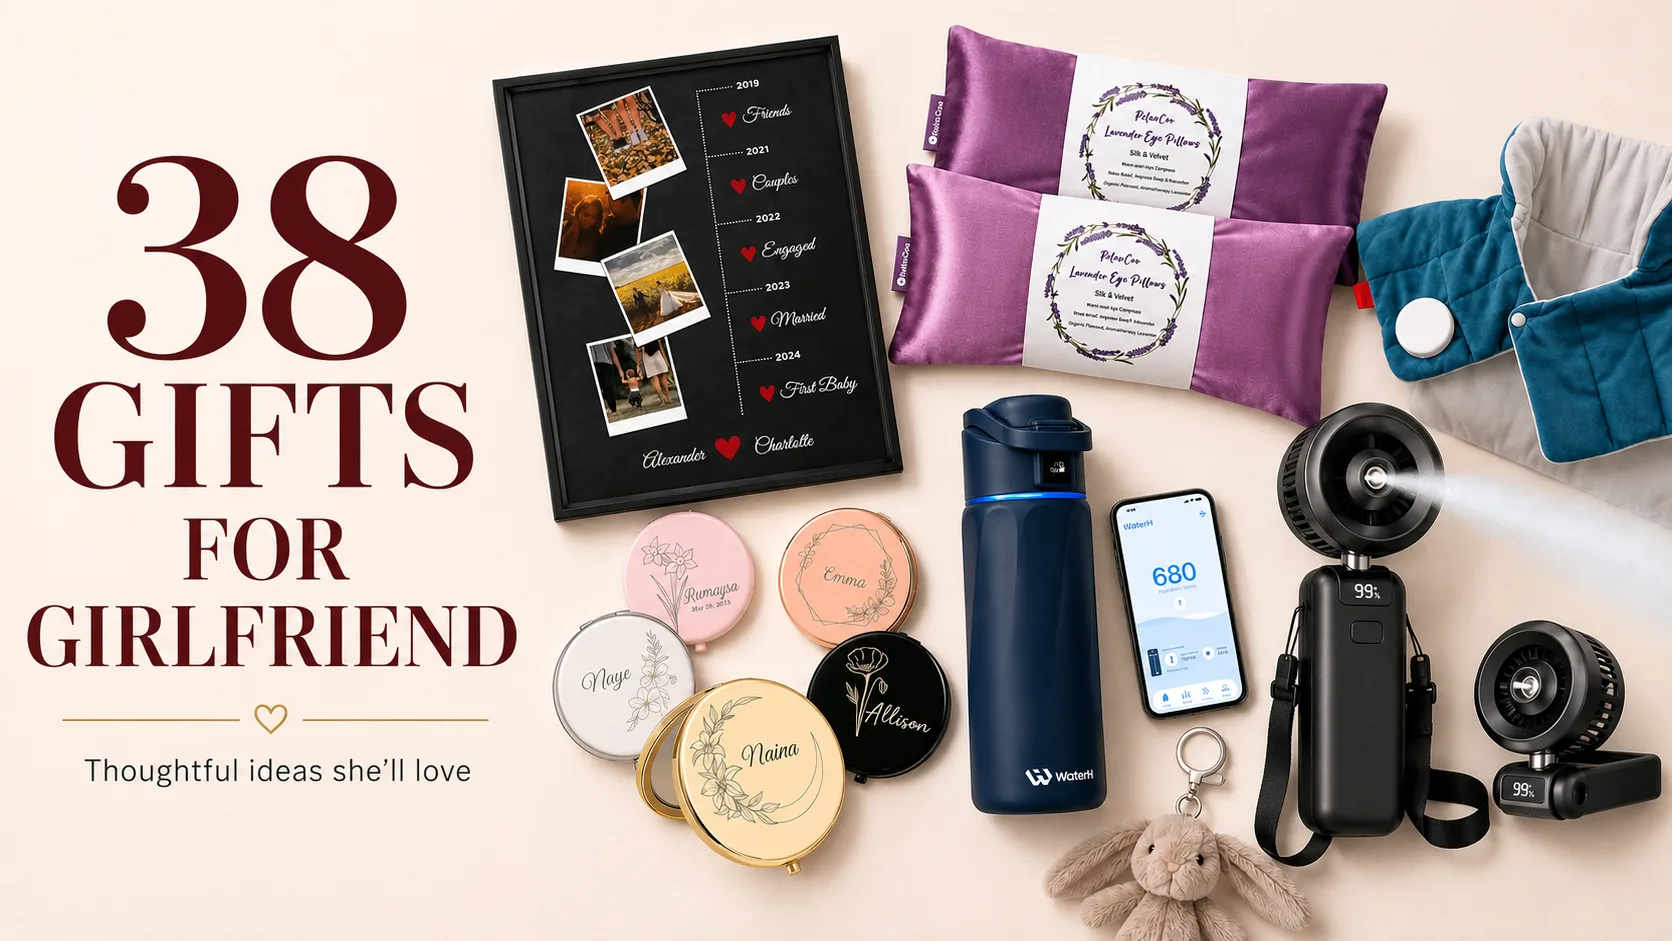 38
GIFTS
FOR
GIRLFRIEND
Thoughtful ideas she'll love
2019
Friends
2021
Couples
2022
Engaged
2023
Married
2024
First Baby
Alexander
Charlotte
Lavender Eye Pillows
Silk & Velvet
Lavender Eye Pillows
Silk & Velvet
Rumaysa
Emma
Naye
Allison
Naina
WaterH
WaterH
680
99%
99%